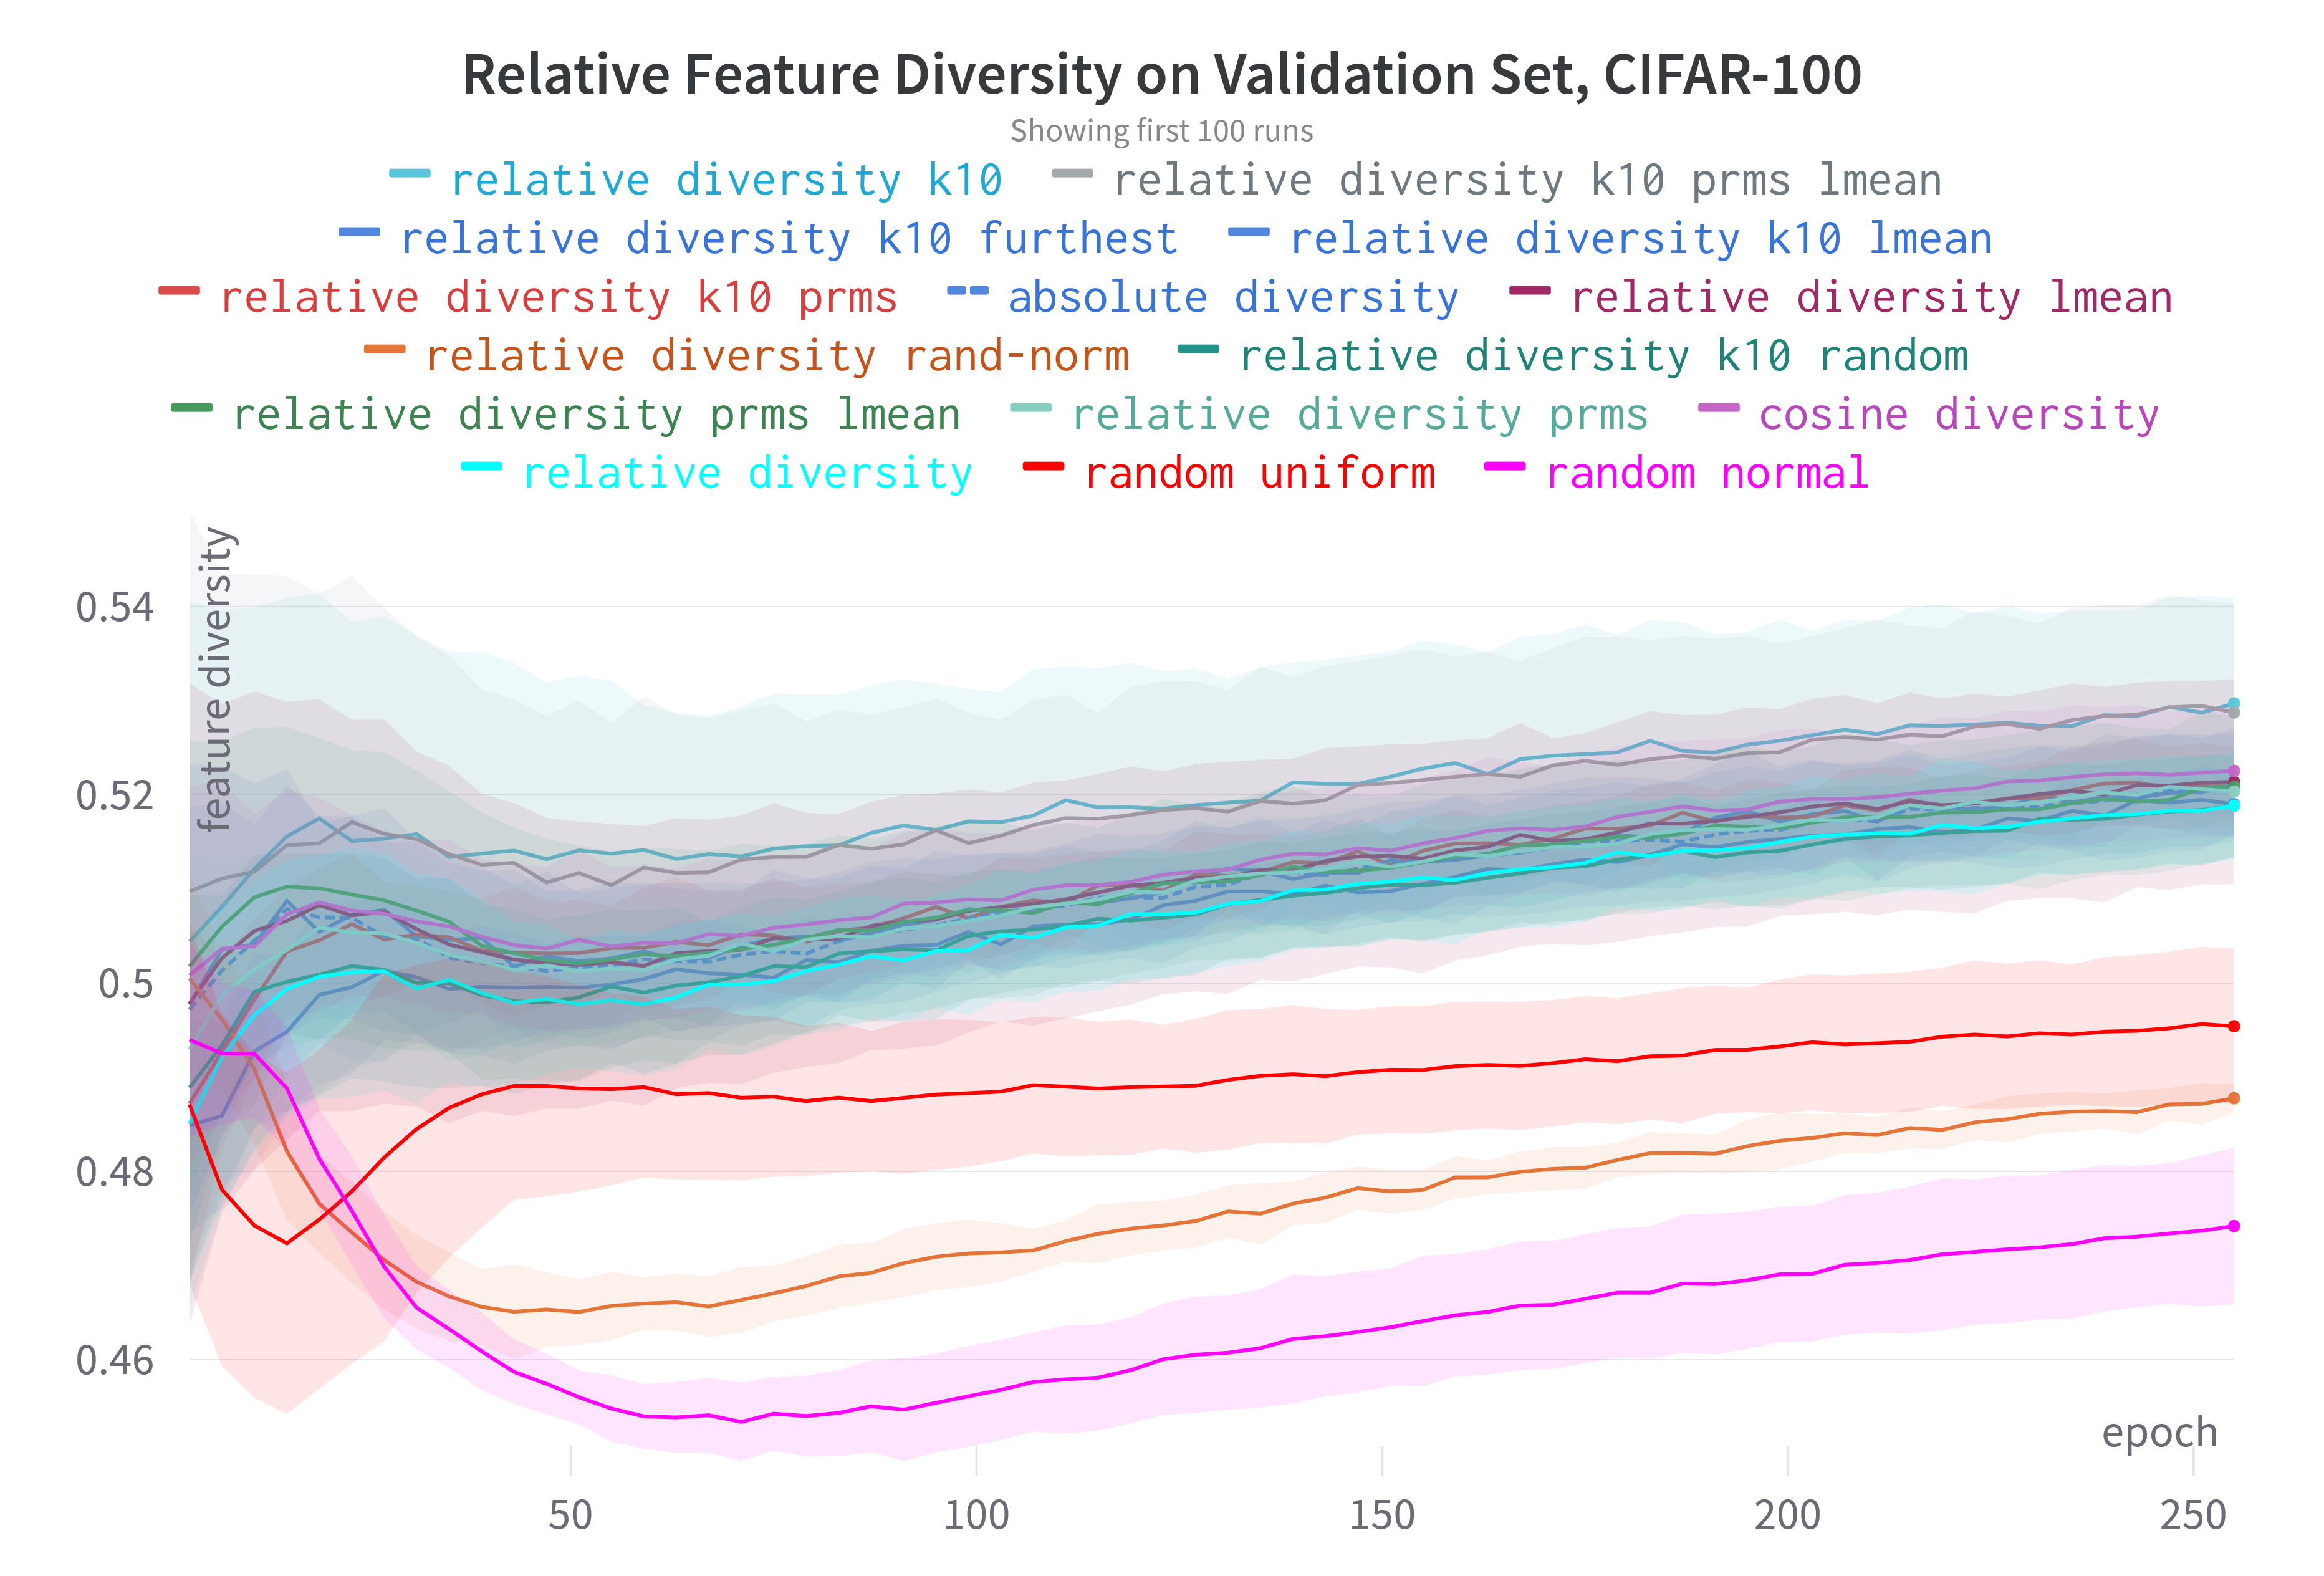 Relative Feature Diversity on Validation Set, CIFAR-100
Showing first 100 runs
relative diversity k10 relative diversity k10 prms lmean
relative diversity k10 furthest relative diversity k10 lmean
relative diversity k10 prms absolute diversity relative diversity lmean
relative diversity rand-norm relative diversity k10 random
relative diversity prms lmean relative diversity prms cosine diversity
relative diversity random uniform random normal
feature diversity
0.54
0.52
0.5
0.48
0.46
epoch
50 100 150 200 250